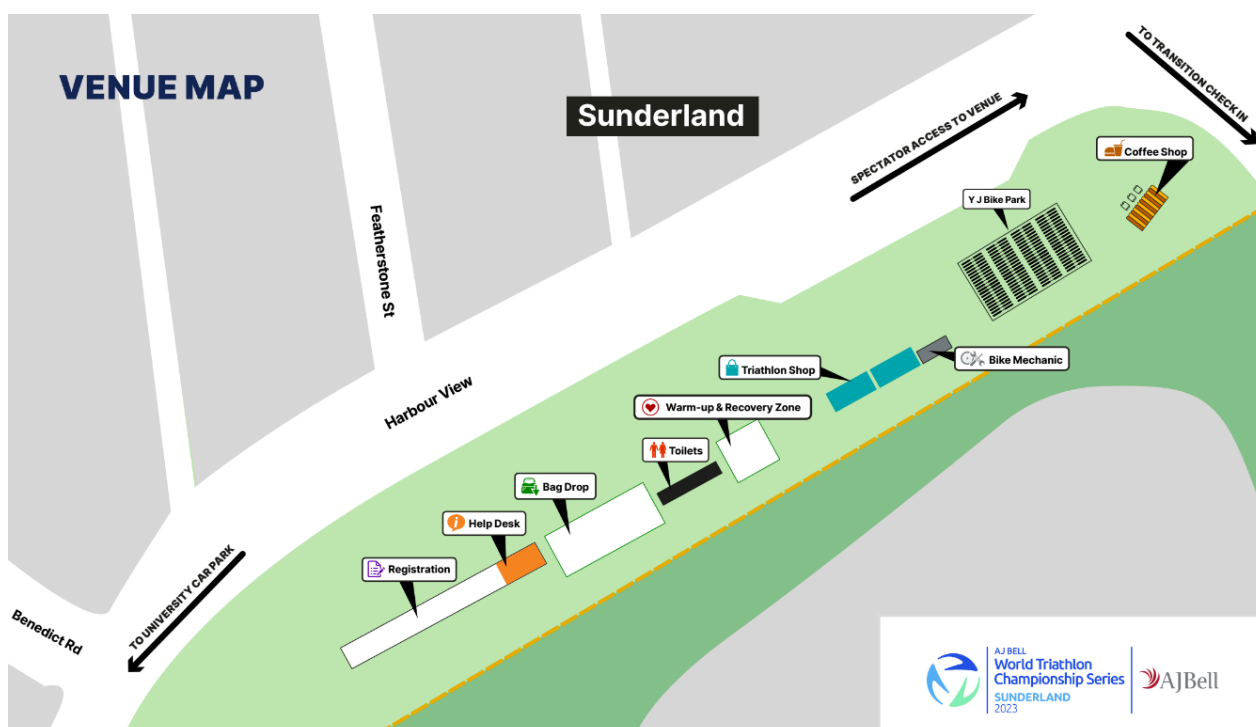 VENUE MAP
Sunderland
SPECTATOR ACCESS TO VENUE
TO TRANSITION CHECK IN
Coffee Shop
Y J Bike Park
Featherstone St
Bike Mechanic
Triathlon Shop
Harbour View
Warm-up & Recovery Zone
Toilets
Bag Drop
Help Desk
Registration
TO UNIVERSITY CAR PARK
Benedict Rd
AJ BELL
World Triathlon
Championship Series
SUNDERLAND
2023
AJBell